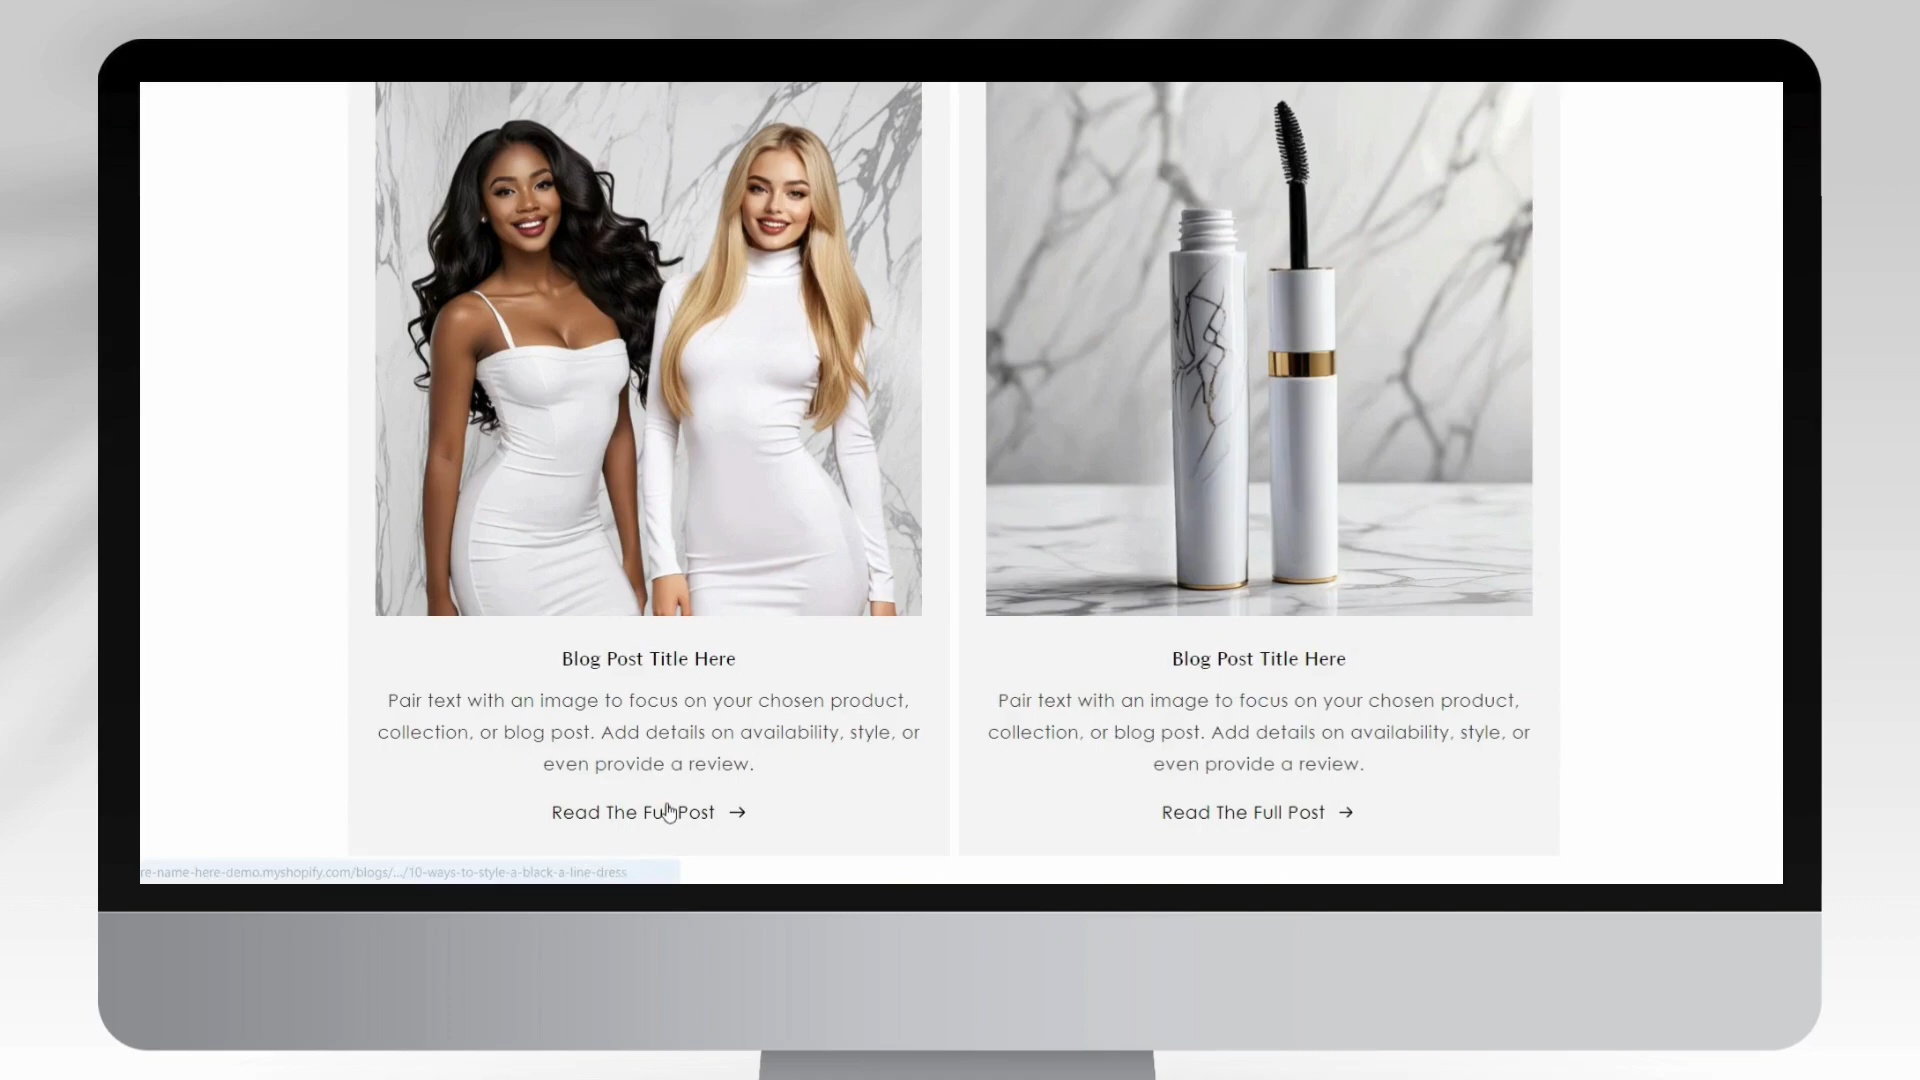 Blog Post Title Here
Pair text with an image to focus on your chosen product,
collection, or blog post. Add details on availability, style, or
even provide a review.
Read The Full Post →
Blog Post Title Here
Pair text with an image to focus on your chosen product,
collection, or blog post. Add details on availability, style, or
even provide a review.
Read The Full Post →
re-name-here-demo.myshopify.com/blogs/.../10-ways-to-style-a-black-a-line-dress